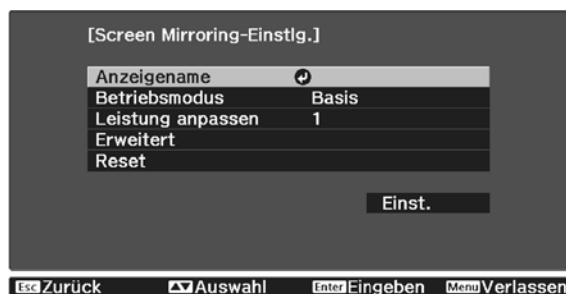 [Screen Mirroring-Einstlg.]
Anzeigename
Betriebsmodus Basis
Leistung anpassen 1
Erweitert
Reset
Einst.
Esc Zurück Auswahl Enter Eingeben Menu Verlassen